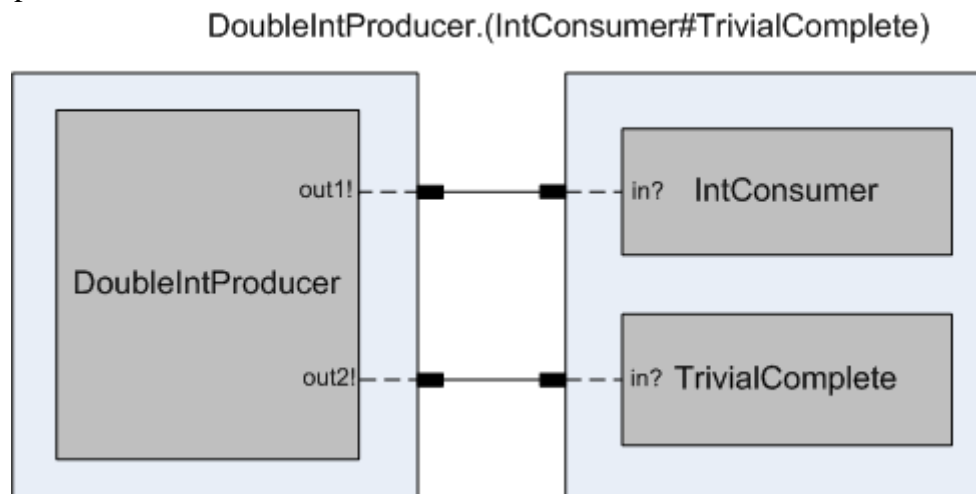 DoubleIntProducer.(IntConsumer#TrivialComplete)
out1!
in?
IntConsumer
DoubleIntProducer
out2!
in?
TrivialComplete